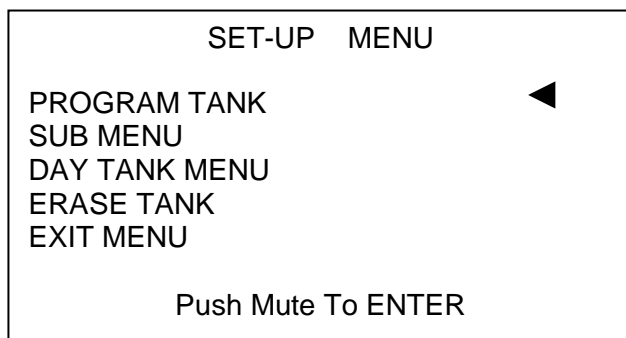 SET-UP MENU
PROGRAM TANK
SUB MENU
DAY TANK MENU
ERASE TANK
EXIT MENU
Push Mute To ENTER